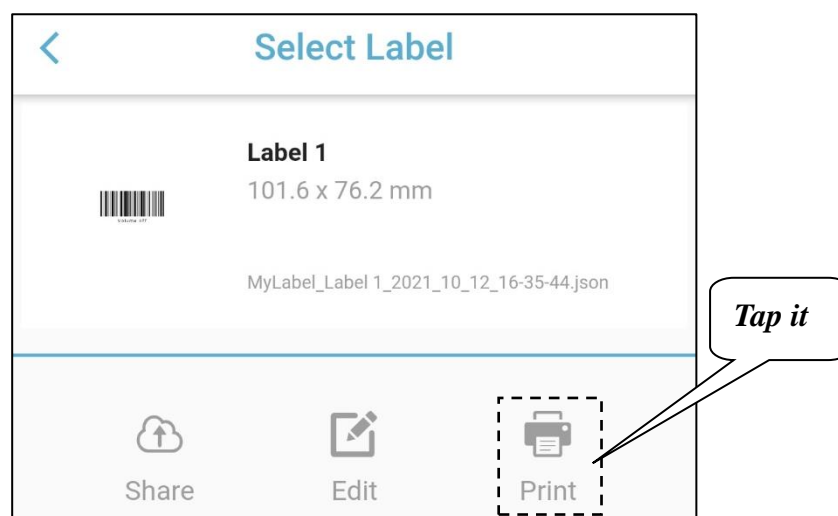 Select Label
Label 1
101.6 x 76.2 mm
MyLabel_Label 1_2021_10_12_16-35-44.json
Tap it
Share Edit Print